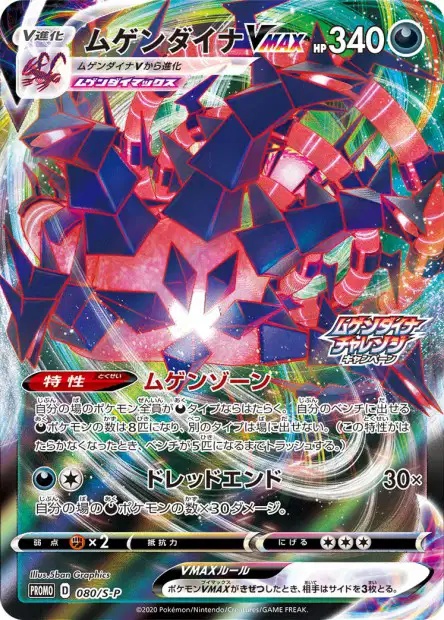 V進化
ムゲンダイナVMAX HP340
ムゲンダイナVから進化
ムゲンダイマックス
ムゲンダイナ
チャレンジ
キャンペーン
特性 ムゲンゾーン
自分の場のポケモン全員がタイプならはたらく。自分のベンチに出せる
ポケモンの数は8匹になり、別のタイプは場に出せない。(この特性がは
たらかなくなったとき、ベンチが5匹になるまでトラッシュする。)
ドレッドエンド 30×
自分の場のポケモンの数×30ダメージ。
弱点 ×2 抵抗力 にげる
Illus.5ban Graphics
VMAXルール
PROMO D 080/S-P
ポケモンVMAXがきぜつしたとき、相手はサイドを3枚とる。
©2020 Pokémon/Nintendo/Creatures/GAME FREAK.